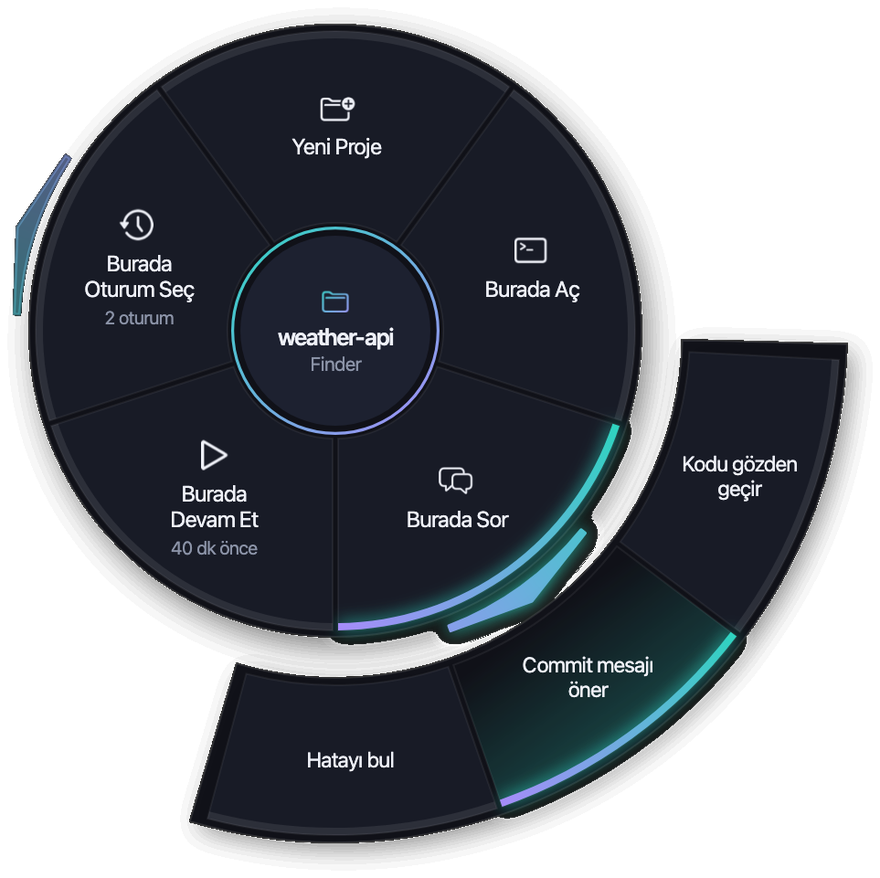 Yeni Proje
Burada
Oturum Seç
2 oturum
Burada Aç
weather-api
Finder
Burada
Devam Et
40 dk önce
Burada Sor
Kodu gözden
geçir
Commit mesajı
öner
Hatayı bul